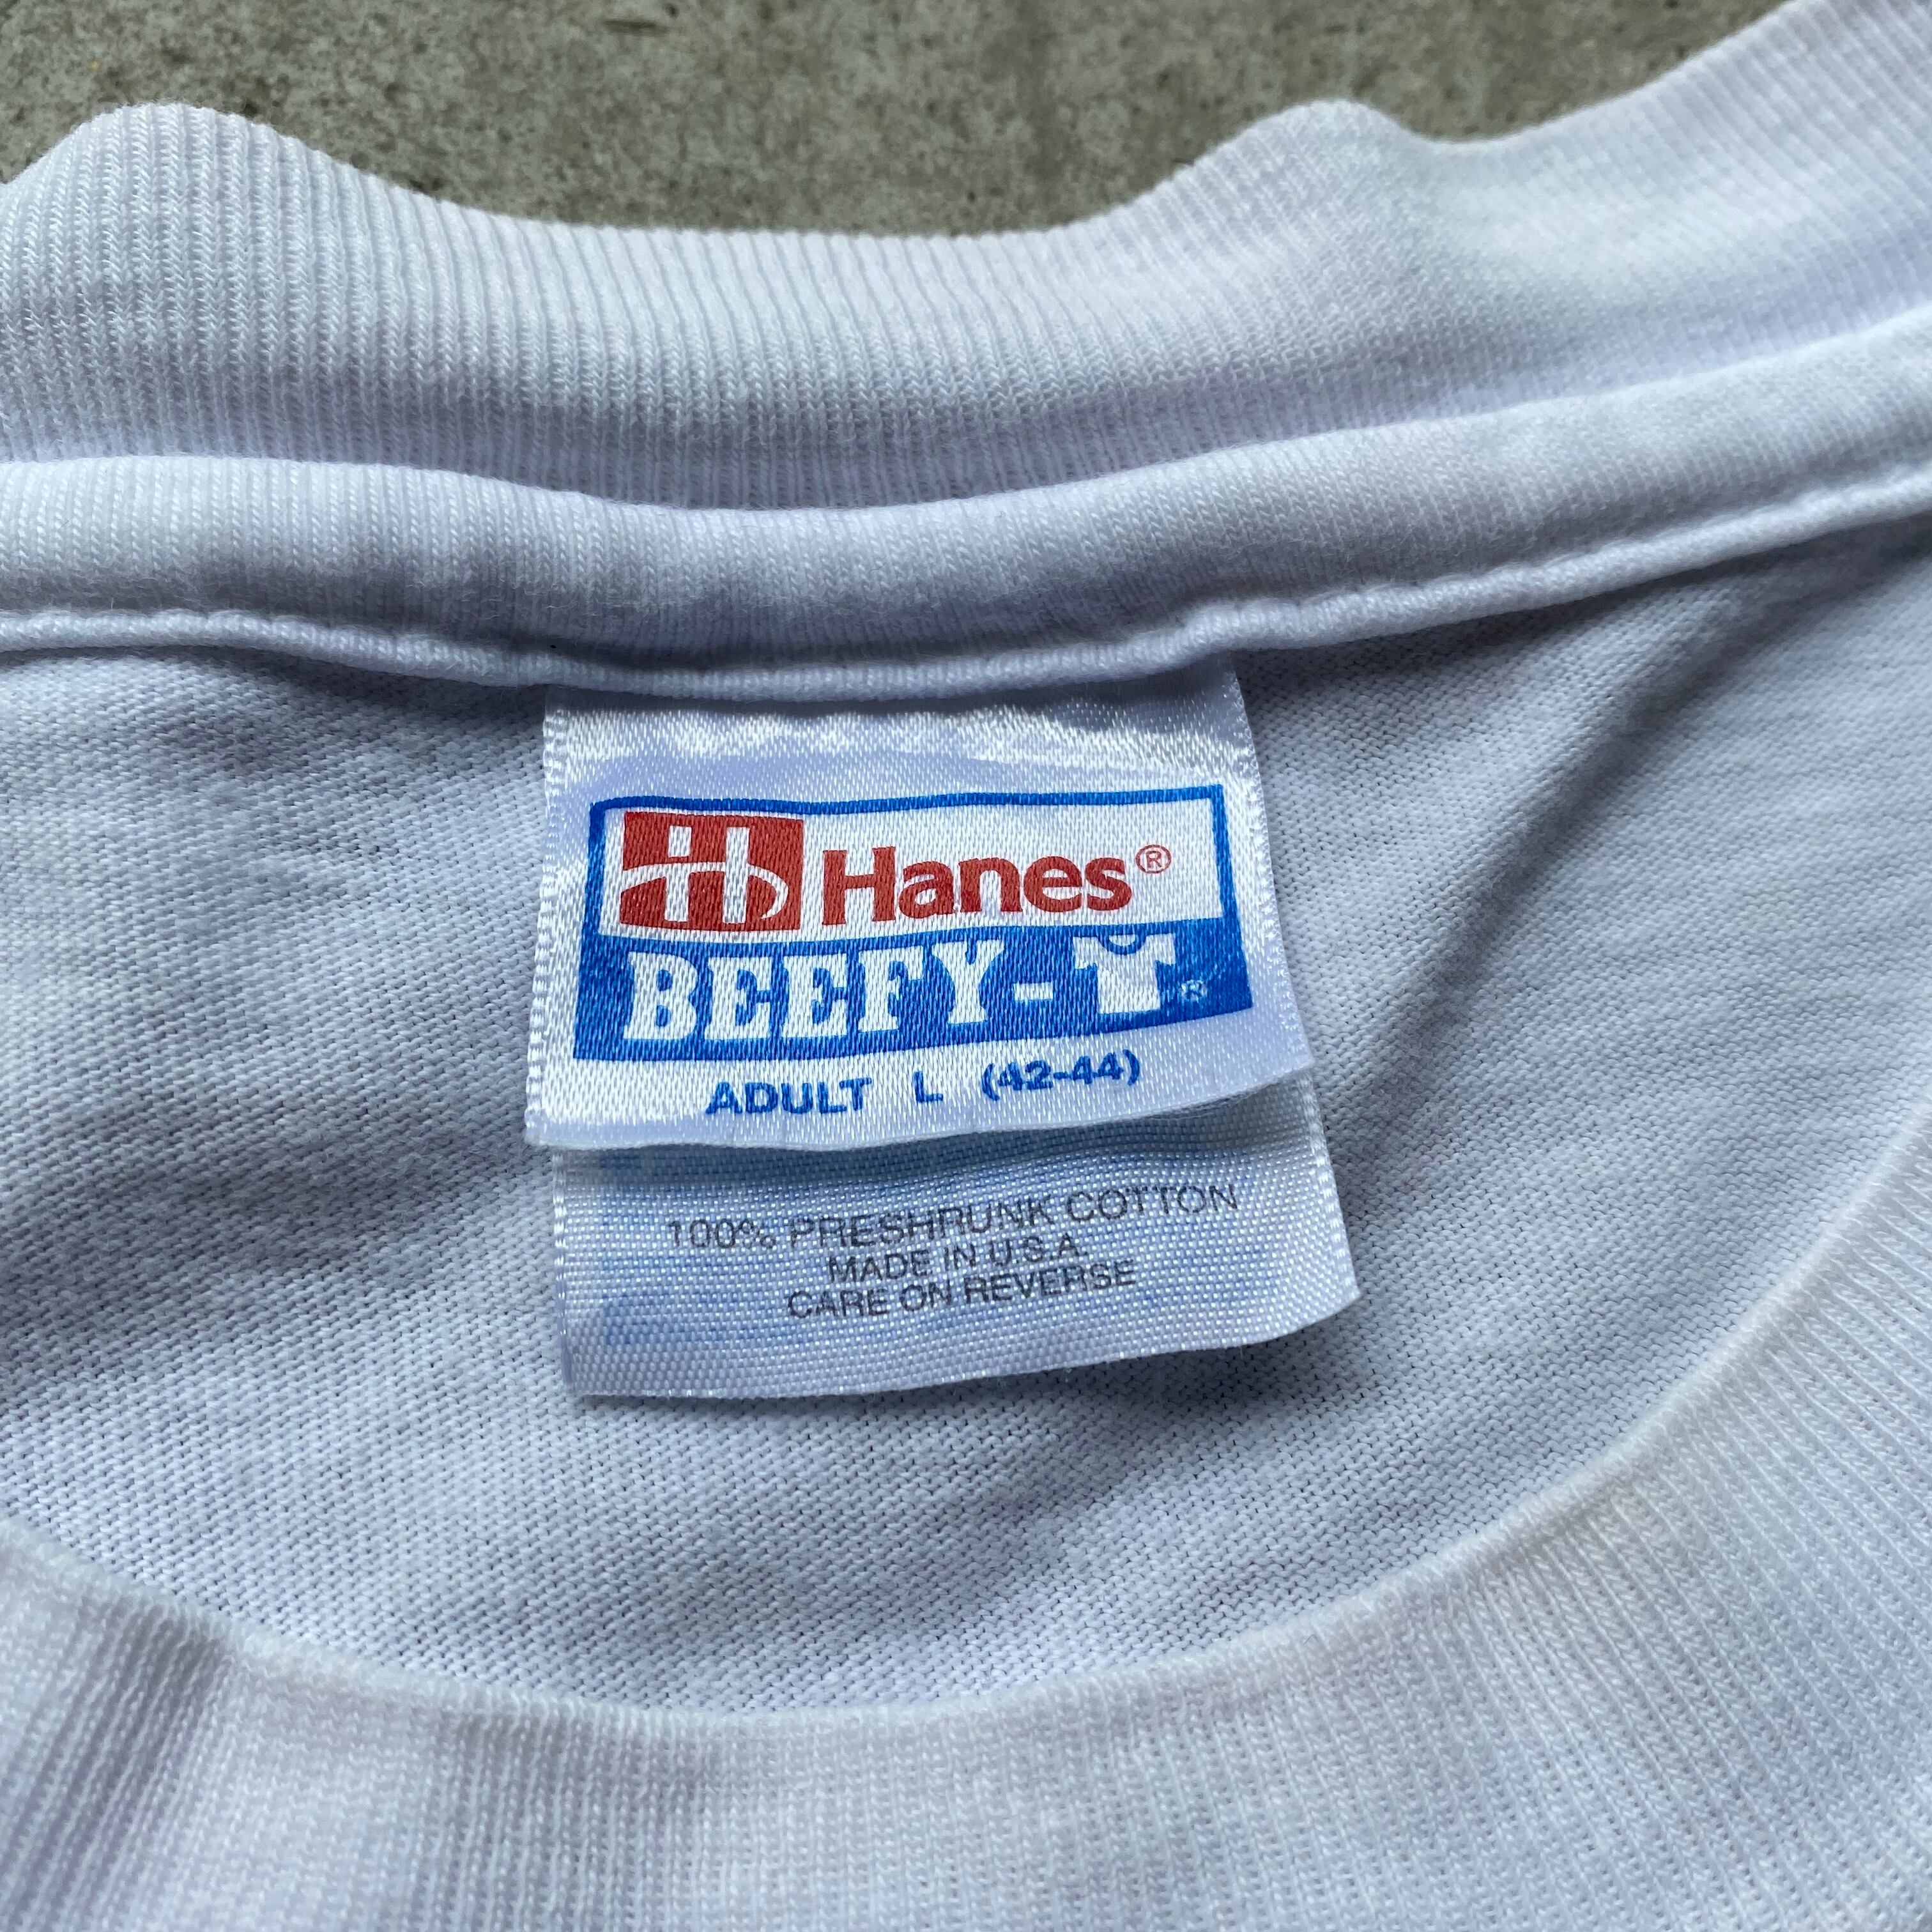 H Hanes®
BEEFY-T®
ADULT L (42-44)
100% PRESHRUNK COTTON
MADE IN U.S.A.
CARE ON REVERSE